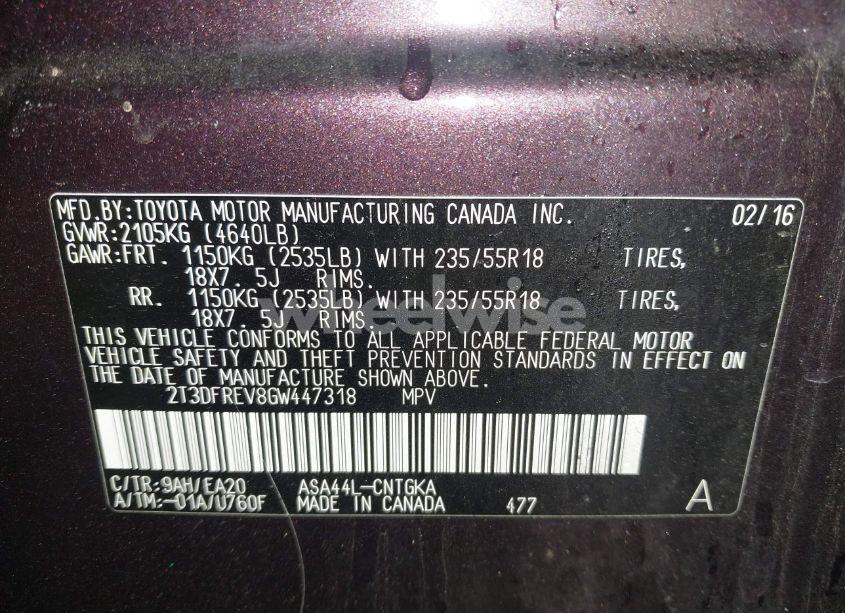 MFD.BY:TOYOTA MOTOR MANUFACTURING CANADA INC. 02/16
GVWR:2105KG (4640LB)
GAWR:FRT. 1150KG (2535LB) WITH 235/55R18 TIRES,
18X7. 5J RIMS.
RR. 1150KG (2535LB) WITH 235/55R18 TIRES,
18X7. 5J RIMS.
wheelwise
THIS VEHICLE CONFORMS TO ALL APPLICABLE FEDERAL MOTOR
VEHICLE SAFETY AND THEFT PREVENTION STANDARDS IN EFFECT ON
THE DATE OF MANUFACTURE SHOWN ABOVE.
2T3DFREV8GW447318 MPV
C/TR:9AH/EA20 ASA44L-CNTGKA
A/TM:-01A/U760F MADE IN CANADA 477 A